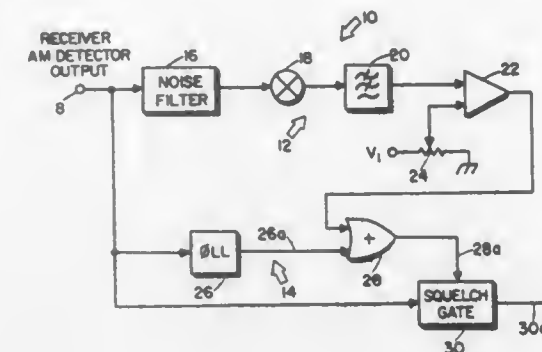 RECEIVER
AM DETECTOR
OUTPUT
8
16
NOISE
FILTER
18
12
10
20
22
V1
24
ØLL
26
26a
14
+
28
28a
SQUELCH
GATE
30
30a